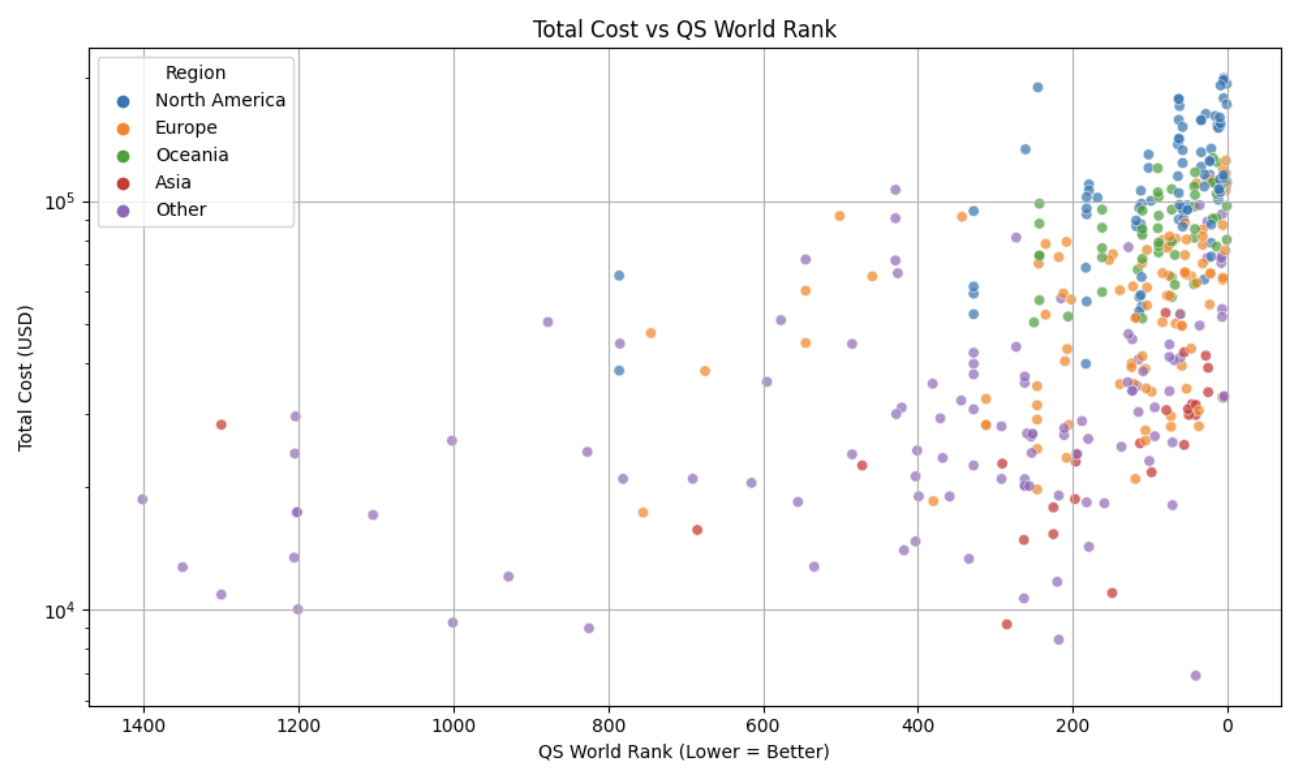 Total Cost vs QS World Rank
Region
North America
Europe
Oceania
Asia
Other
10^5
10^4
Total Cost (USD)
1400 1200 1000 800 600 400 200 0
QS World Rank (Lower = Better)